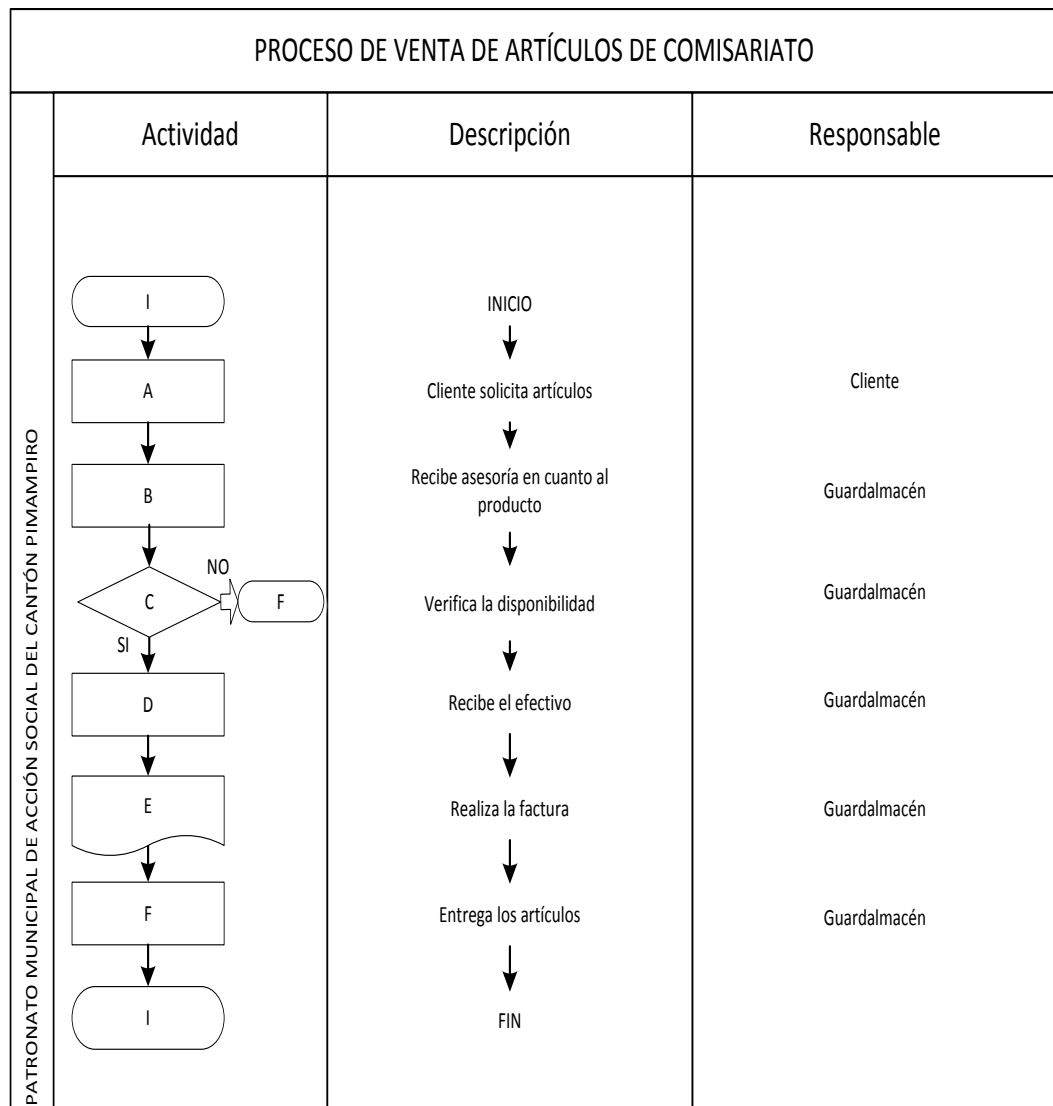 PROCESO DE VENTA DE ARTÍCULOS DE COMISARIATO
PATRONATO MUNICIPAL DE ACCIÓN SOCIAL DEL CANTÓN PIMAMPIRO
Actividad
Descripción
Responsable
I
INICIO
A
Cliente solicita artículos
Cliente
B
Recibe asesoría en cuanto al
producto
Guardalmacén
C
NO
F
SI
Verifica la disponibilidad
Guardalmacén
D
Recibe el efectivo
Guardalmacén
E
Realiza la factura
Guardalmacén
F
Entrega los artículos
Guardalmacén
I
FIN